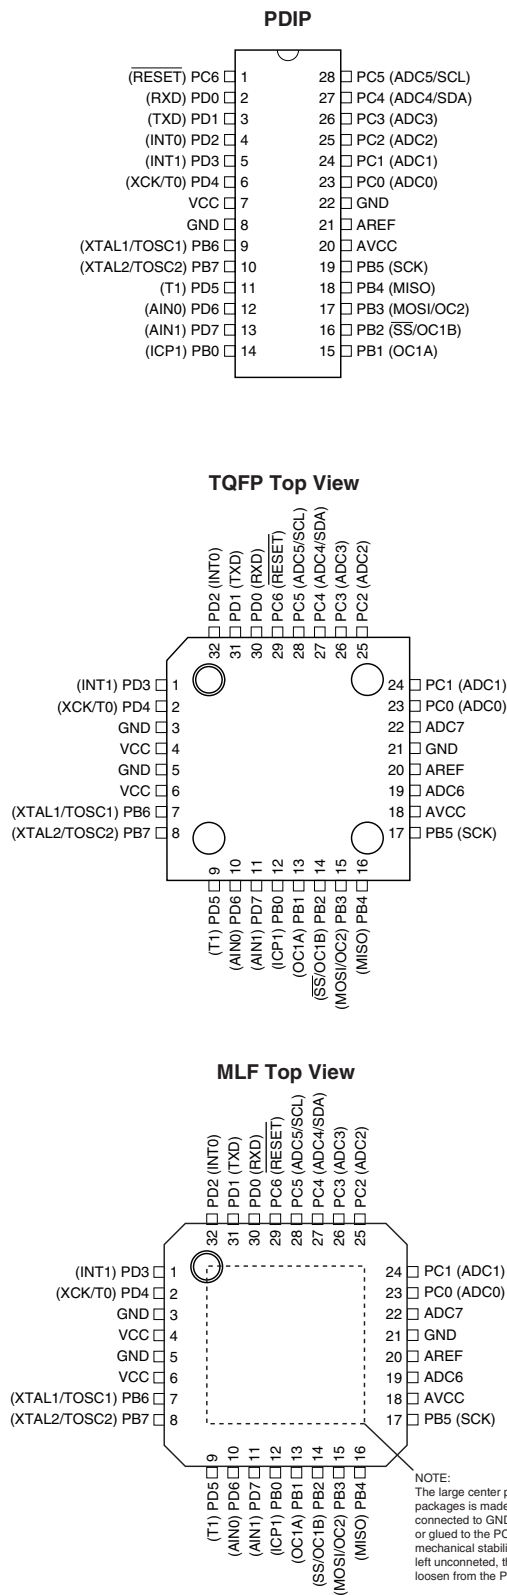 PDIP
(RESET) PC6 1 28 PC5 (ADC5/SCL)
(RXD) PD0 2 27 PC4 (ADC4/SDA)
(TXD) PD1 3 26 PC3 (ADC3)
(INT0) PD2 4 25 PC2 (ADC2)
(INT1) PD3 5 24 PC1 (ADC1)
(XCK/T0) PD4 6 23 PC0 (ADC0)
VCC 7 22 GND
GND 8 21 AREF
(XTAL1/TOSC1) PB6 9 20 AVCC
(XTAL2/TOSC2) PB7 10 19 PB5 (SCK)
(T1) PD5 11 18 PB4 (MISO)
(AIN0) PD6 12 17 PB3 (MOSI/OC2)
(AIN1) PD7 13 16 PB2 (SS/OC1B)
(ICP1) PB0 14 15 PB1 (OC1A)
TQFP Top View
32 PD2 (INT0)
31 PD1 (TXD)
30 PD0 (RXD)
29 PC6 (RESET)
28 PC5 (ADC5/SCL)
27 PC4 (ADC4/SDA)
26 PC3 (ADC3)
25 PC2 (ADC2)
(INT1) PD3 1 24 PC1 (ADC1)
(XCK/T0) PD4 2 23 PC0 (ADC0)
GND 3 22 ADC7
VCC 4 21 GND
GND 5 20 AREF
VCC 6 19 ADC6
(XTAL1/TOSC1) PB6 7 18 AVCC
(XTAL2/TOSC2) PB7 8 17 PB5 (SCK)
(T1) PD5 9
(AIN0) PD6 10
(AIN1) PD7 11
(ICP1) PB0 12
(OC1A) PB1 13
(SS/OC1B) PB2 14
(MOSI/OC2) PB3 15
(MISO) PB4 16
MLF Top View
32 PD2 (INT0)
31 PD1 (TXD)
30 PD0 (RXD)
29 PC6 (RESET)
28 PC5 (ADC5/SCL)
27 PC4 (ADC4/SDA)
26 PC3 (ADC3)
25 PC2 (ADC2)
(INT1) PD3 1 24 PC1 (ADC1)
(XCK/T0) PD4 2 23 PC0 (ADC0)
GND 3 22 ADC7
VCC 4 21 GND
GND 5 20 AREF
VCC 6 19 ADC6
(XTAL1/TOSC1) PB6 7 18 AVCC
(XTAL2/TOSC2) PB7 8 17 PB5 (SCK)
(T1) PD5 9
(AIN0) PD6 10
(AIN1) PD7 11
(ICP1) PB0 12
(OC1A) PB1 13
(SS/OC1B) PB2 14
(MOSI/OC2) PB3 15
(MISO) PB4 16
NOTE:
The large center
packages is made
connected to GND
or glued to the
mechanical
left unconneted,
loosen from the